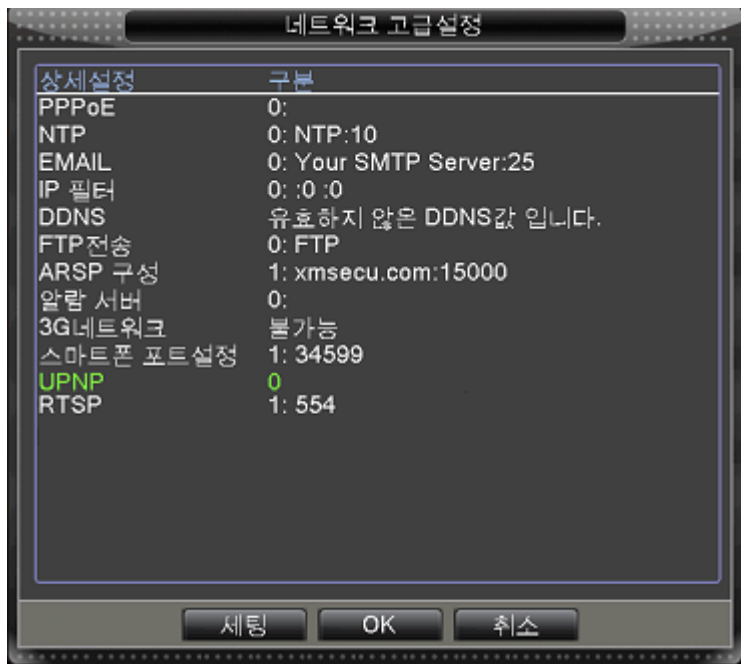 네트워크 고급설정
상세설정 구분
PPPoE 0:
NTP 0: NTP:10
EMAIL 0: Your SMTP Server:25
IP 필터 0: :0 :0
DDNS 유효하지 않은 DDNS값 입니다.
FTP전송 0: FTP
ARSP 구성 1: xmsecu.com:15000
알람 서버 0:
3G네트워크 불가능
스마트폰 포트설정 1: 34599
UPNP 0
RTSP 1: 554
세팅 OK 취소